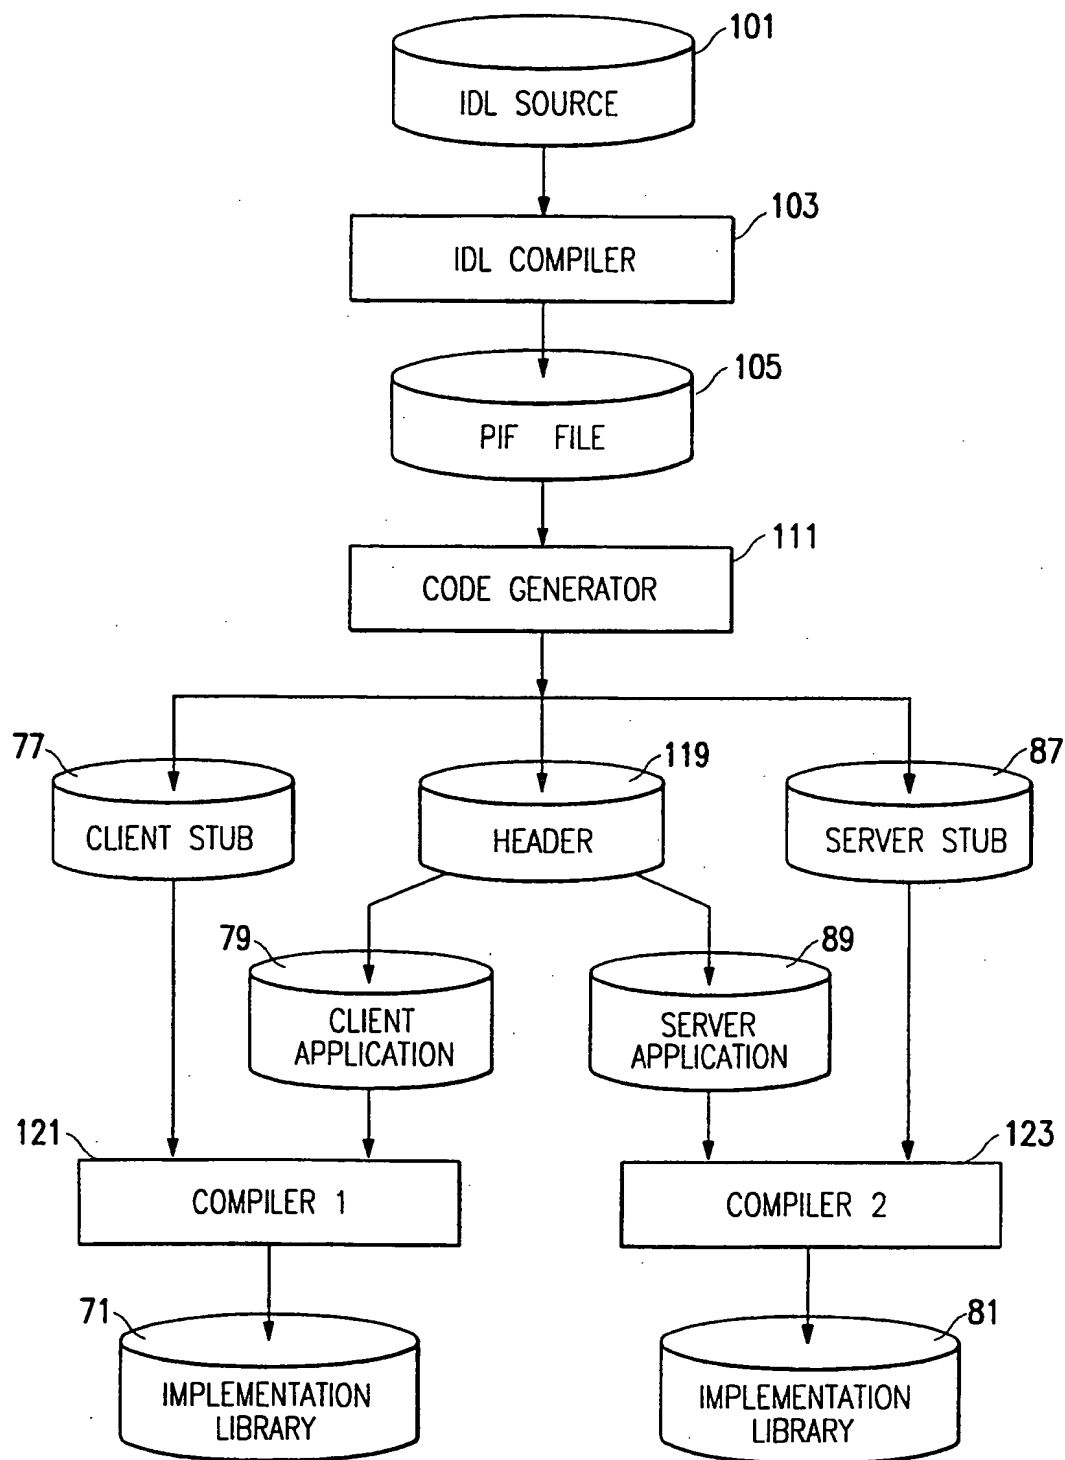 101
IDL SOURCE
103
IDL COMPILER
105
PIF FILE
111
CODE GENERATOR
77
119
87
CLIENT STUB
HEADER
SERVER STUB
79
89
CLIENT
APPLICATION
SERVER
APPLICATION
121
123
COMPILER 1
COMPILER 2
71
81
IMPLEMENTATION
LIBRARY
IMPLEMENTATION
LIBRARY